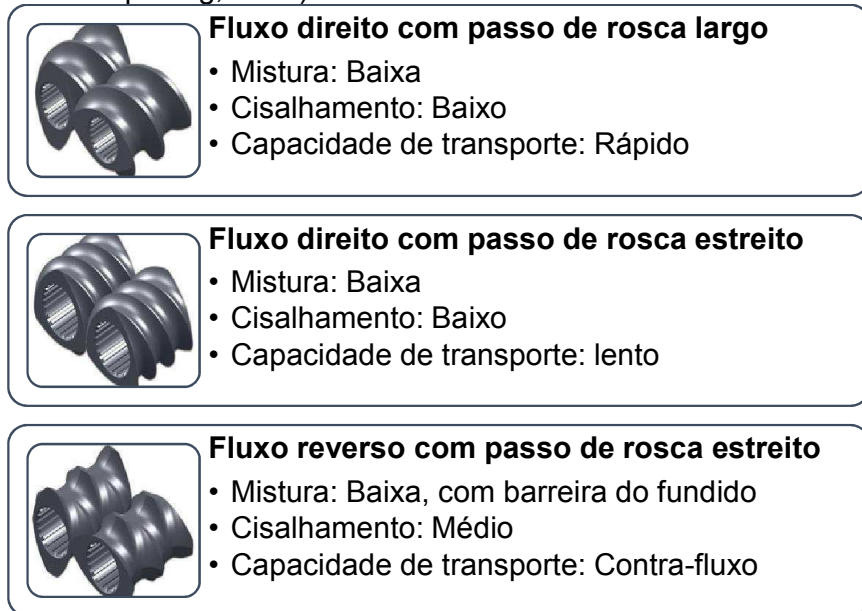 Fluxo direito com passo de rosca largo
• Mistura: Baixa
• Cisalhamento: Baixo
• Capacidade de transporte: Rápido
Fluxo direito com passo de rosca estreito
• Mistura: Baixa
• Cisalhamento: Baixo
• Capacidade de transporte: lento
Fluxo reverso com passo de rosca estreito
• Mistura: Baixa, com barreira do fundido
• Cisalhamento: Médio
• Capacidade de transporte: Contra-fluxo